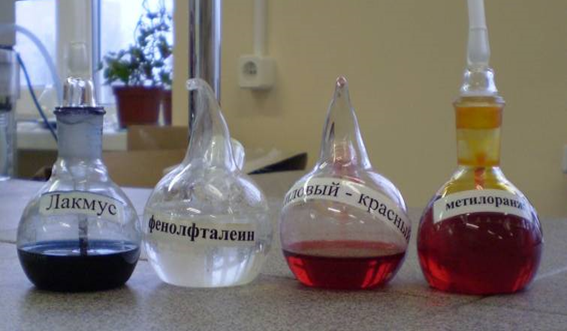 Лакмус
фенолфталеин
ловый - красный
метилоранж